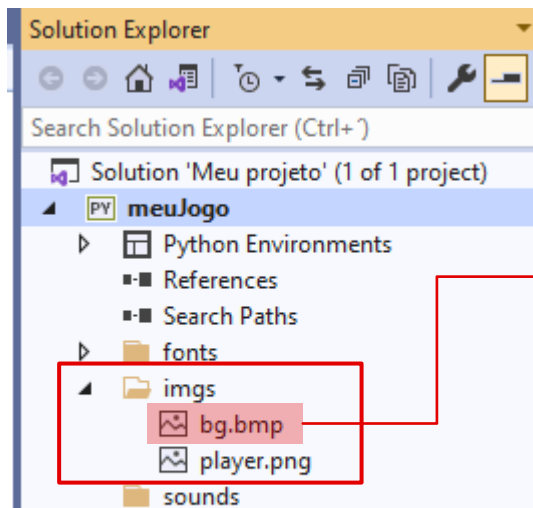 Solution Explorer
Search Solution Explorer (Ctrl+´)
Solution 'Meu projeto' (1 of 1 project)
PY meuJogo
Python Environments
References
Search Paths
fonts
imgs
bg.bmp
player.png
sounds